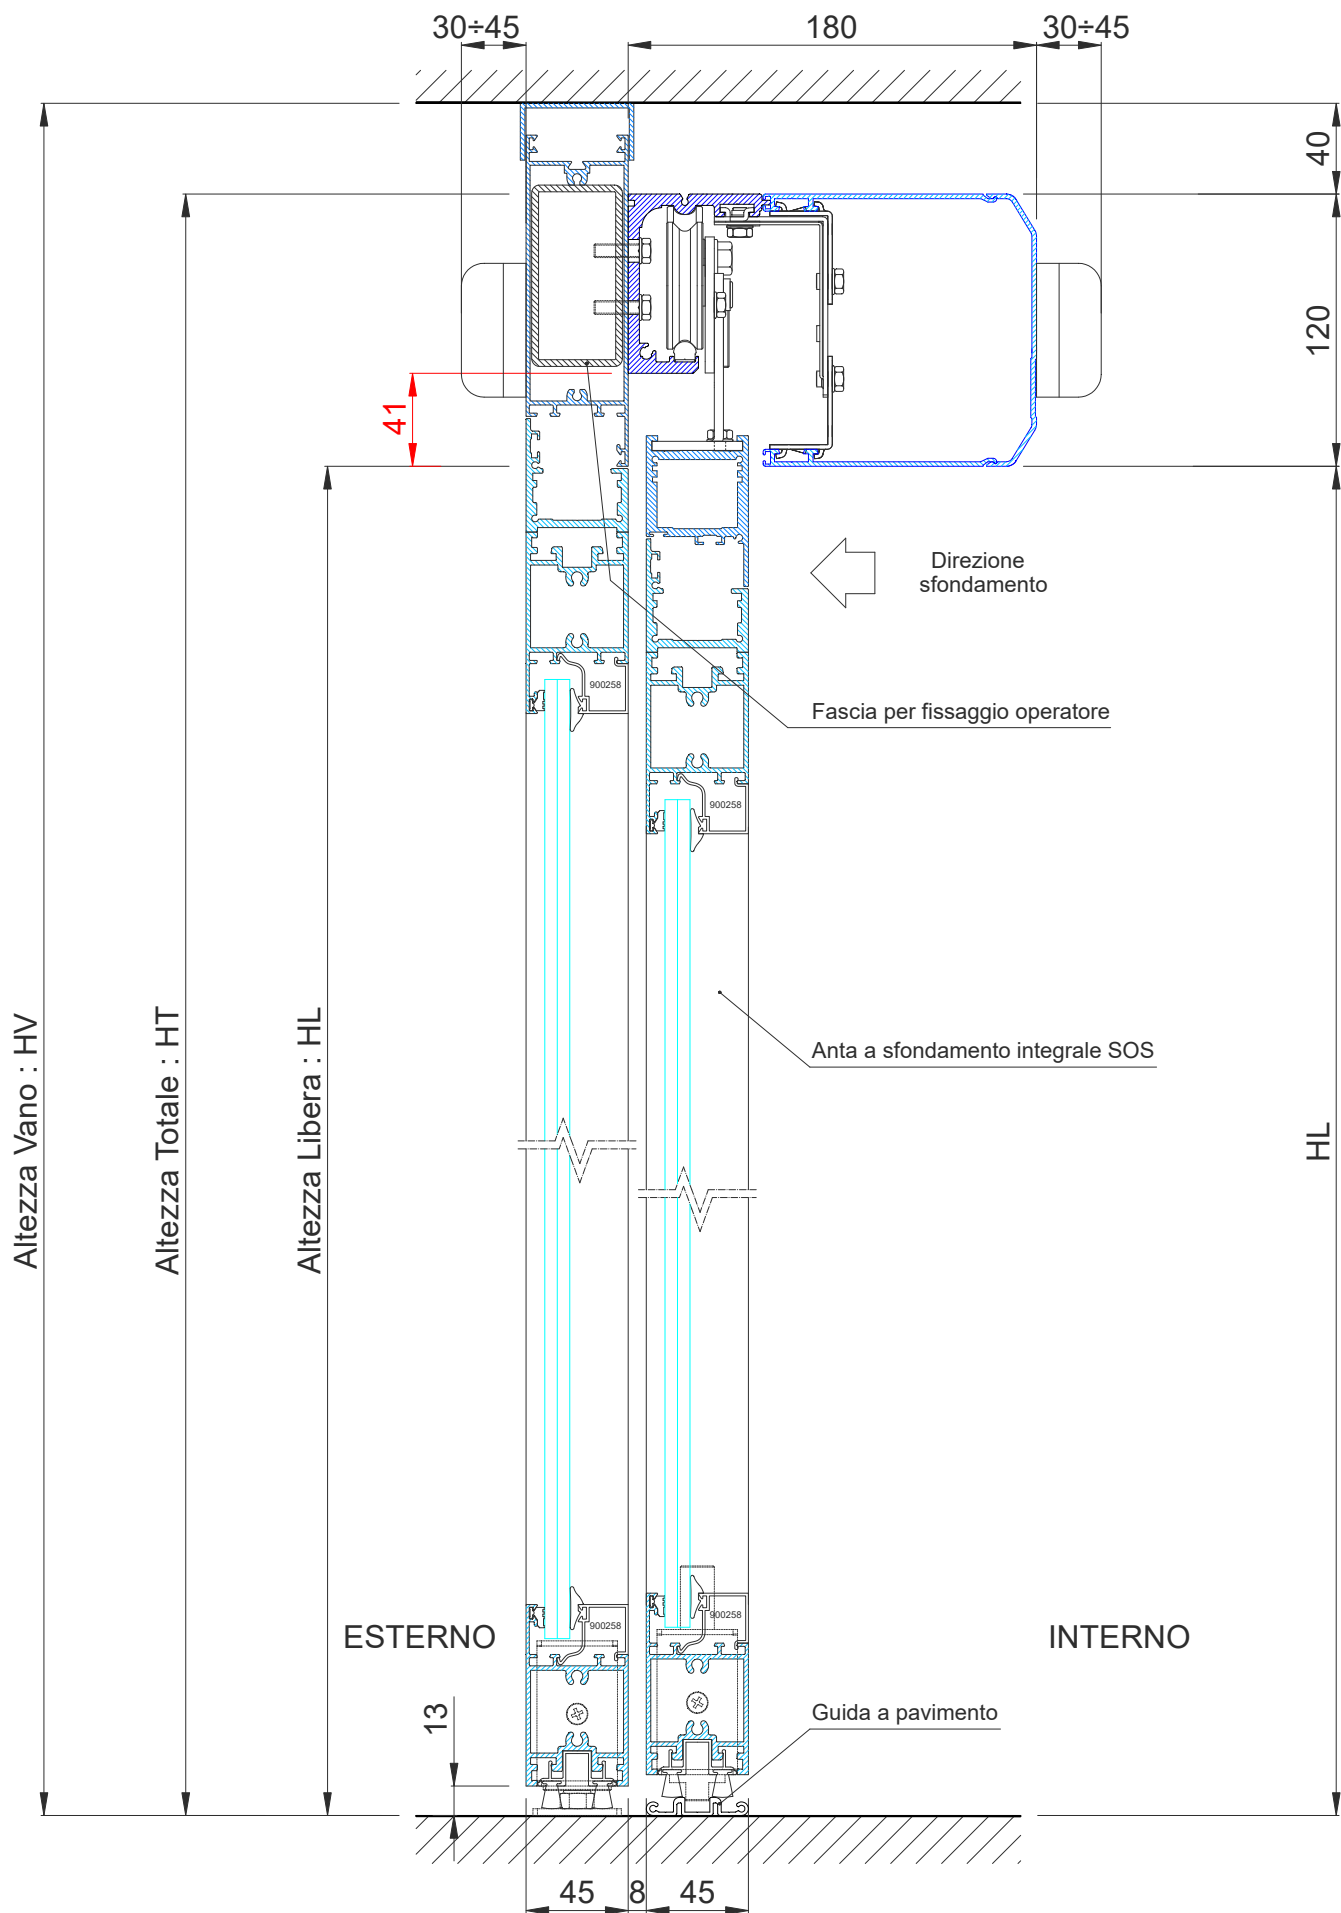 30÷45
180
30÷45
40
120
41
Direzione
sfondamento
900258
Fascia per fissaggio operatore
900258
Altezza Vano : HV
Altezza Totale : HT
Altezza Libera : HL
Anta a sfondamento integrale SOS
HL
ESTERNO
900258
900258
INTERNO
13
Guida a pavimento
45
8
45